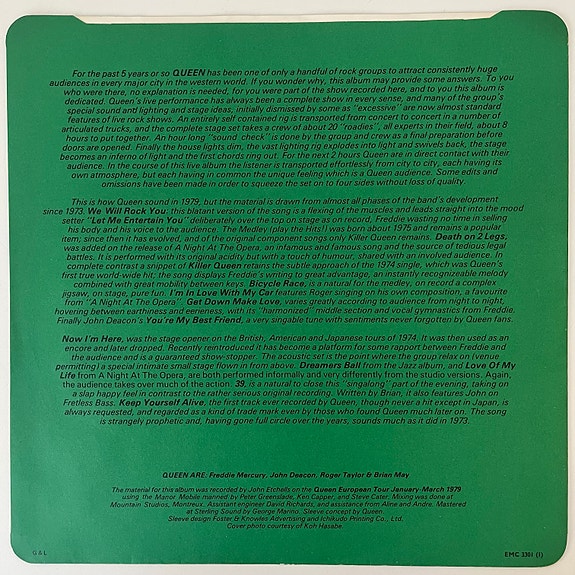 For the past 5 years or so QUEEN has been one of only a handful of rock groups to attract consistently huge
audiences in every major city in the western world. If you wonder why, this album may provide some answers. To you
who were there, no explanation is needed, for you were part of the show recorded here, and to you this album is
dedicated. Queen's live performance has always been a complete show in every sense, and many of the group's
special sound and lighting and stage ideas, initially dismissed by some as "excessive" are now almost standard
features of live rock shows. An entirely self contained rig is transported from concert to concert in a number of
articulated trucks, and the complete stage set takes a crew of about 20 "roadies", all experts in their field, about 8
hours to put together. An hour long "sound check" is done by the group and crew as a final preparation before
doors are opened. Finally the house lights dim, the vast lighting rig explodes into light and swivels back, the stage
becomes an inferno of light and the first chords ring out. For the next 2 hours Queen are in direct contact with their
audience. In the course of this live album the listener is transported effortlessly from city to city, each having its
own atmosphere, but each having in common the unique feeling which is a Queen audience. Some edits and
omissions have been made in order to squeeze the set on to four sides without loss of quality.
This is how Queen sound in 1979, but the material is drawn from almost all phases of the band's development
since 1973. We Will Rock You: this blatant version of the song is a flexing of the muscles and leads straight into the mood
setter "Let Me Entertain You" deliberately over the top on stage as on record, Freddie wasting no time in selling
his body and his voice to the audience. The Medley (play the Hits!) was born about 1975 and remains a popular
item; since then it has evolved, and of the original component songs only Killer Queen remains. Death on 2 Legs,
was added on the release of A Night At The Opera, an infamous and famous song and the source of tedious legal
battles. It is performed with its original acidity but with a touch of humour, shared with an involved audience. In
complete contrast a snippet of Killer Queen retains the subtle approach of the 1974 single, which was Queen's
first true world-wide hit: the song displays Freddie's writing to great advantage, an instantly recognizable melody
combined with great mobility between keys. Bicycle Race, is a natural for the medley, on record a complex
jigsaw, on stage, pure fun. I'm In Love With My Car features Roger singing on his own composition, a favourite
from "A Night At The Opera". Get Down Make Love, varies greatly according to audience from night to night,
hovering between earthiness and eerieness, with its "harmonized" middle section and vocal gymnastics from Freddie.
Finally John Deacon's You're My Best Friend, a very singable tune with sentiments never forgotten by Queen fans.
Now I'm Here, was the stage opener on the British, American and Japanese tours of 1974. It was then used as an
encore and later dropped. Recently reintroduced it has become a platform for some rapport between Freddie and
the audience and is a guaranteed show-stopper. The acoustic set is the point where the group relax on (venue
permitting) a special intimate small stage flown in from above. Dreamers Ball from the Jazz album, and Love Of My
Life from A Night At The Opera, are both performed informally and very differently from the studio versions. Again,
the audience takes over much of the action. 39, is a natural to close this "singalong" part of the evening, taking on
a slap happy feel in contrast to the rather serious original recording. Written by Brian, it also features John on
Fretless Bass. Keep Yourself Alive, the first track ever recorded by Queen, though never a hit except in Japan, is
always requested, and regarded as a kind of trade mark even by those who found Queen much later on. The song
is strangely prophetic and, having gone full circle over the years, sounds much as it did in 1973.
QUEEN ARE: Freddie Mercury, John Deacon, Roger Taylor & Brian May
The material for this album was recorded by John Etchells on the Queen European Tour January-March 1979
using the Manor Mobile manned by Peter Greenslade, Ken Capper, and Steve Cater. Mixing was done at
Mountain Studios, Montreux. Assistant engineer David Richards, and assistance from Aline and Andre. Mastered
at Sterling Sound by George Marino. Sleeve concept by Queen.
Sleeve design Foster & Knowles Advertising and Ichikudo Printing Co., Ltd.
Cover photo courtesy of Koh Hasabe.
G & L
EMC 3301 (1)